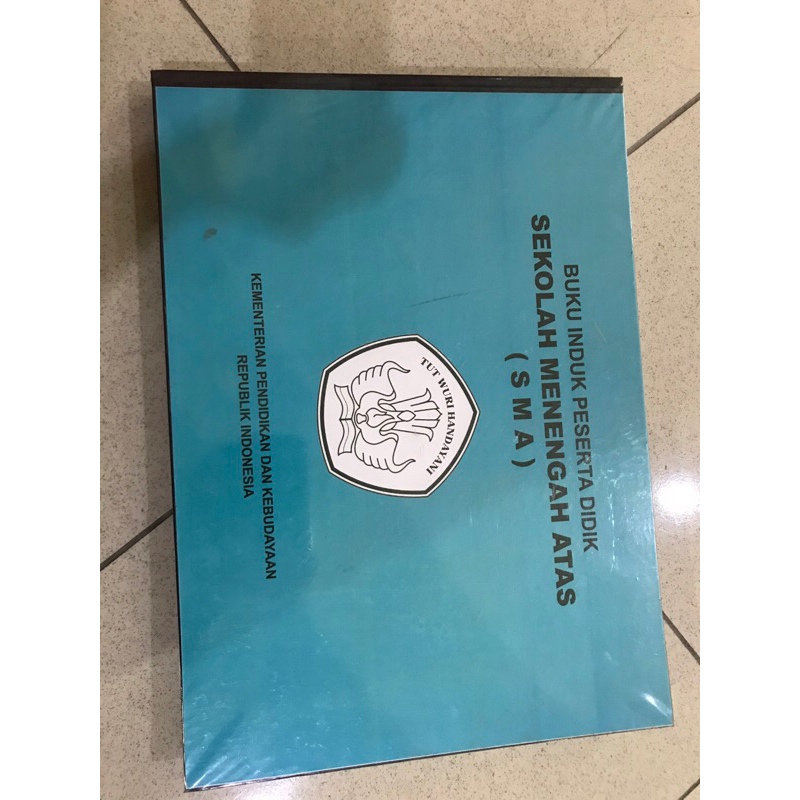 BUKU INDUK PESERTA DIDIK
SEKOLAH MENENGAH ATAS
( S M A )
TUT WURI HANDAYANI
KEMENTERIAN PENDIDIKAN DAN KEBUDAYAAN
REPUBLIK INDONESIA